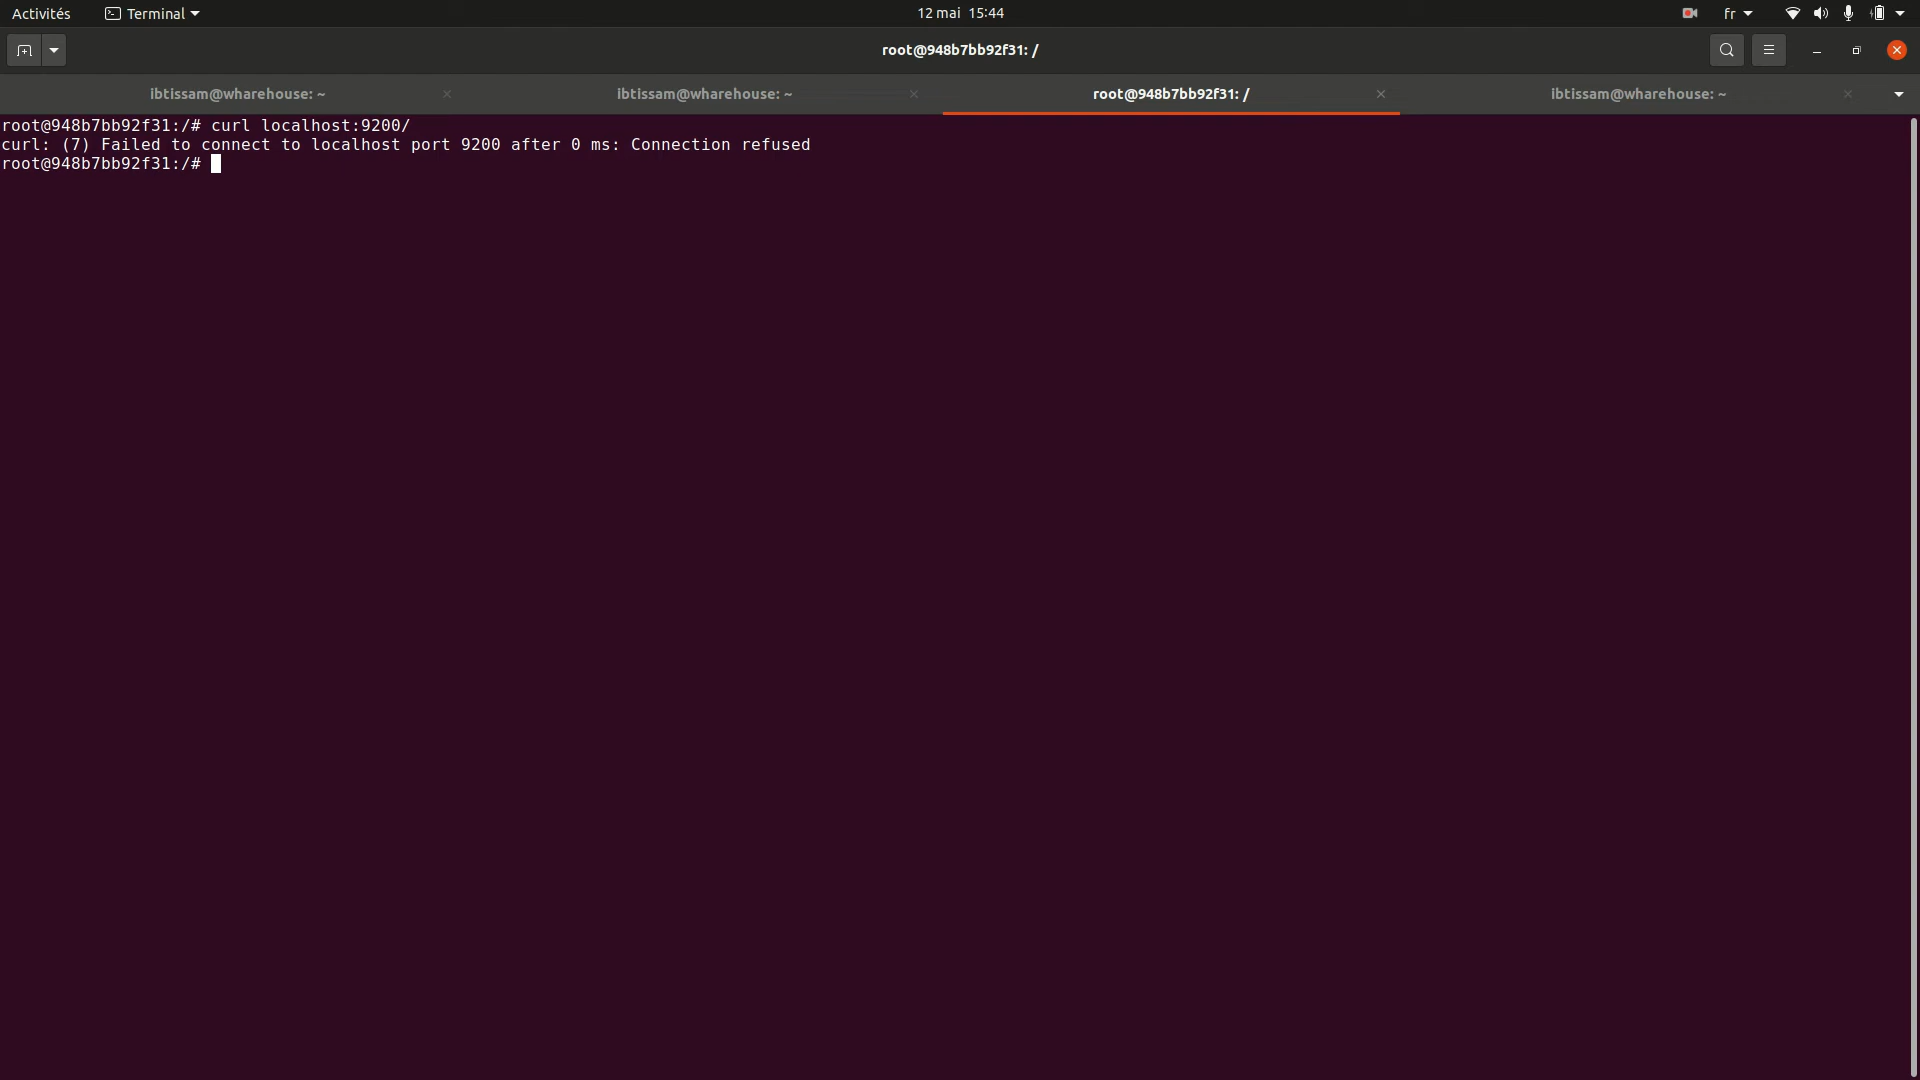 Activités Terminal 12 mai 15:44 fr
root@948b7bb92f31: /
ibtissam@wharehouse: ~ ibtissam@wharehouse: ~ root@948b7bb92f31: / ibtissam@wharehouse: ~
root@948b7bb92f31:/# curl localhost:9200/
curl: (7) Failed to connect to localhost port 9200 after 0 ms: Connection refused
root@948b7bb92f31:/#